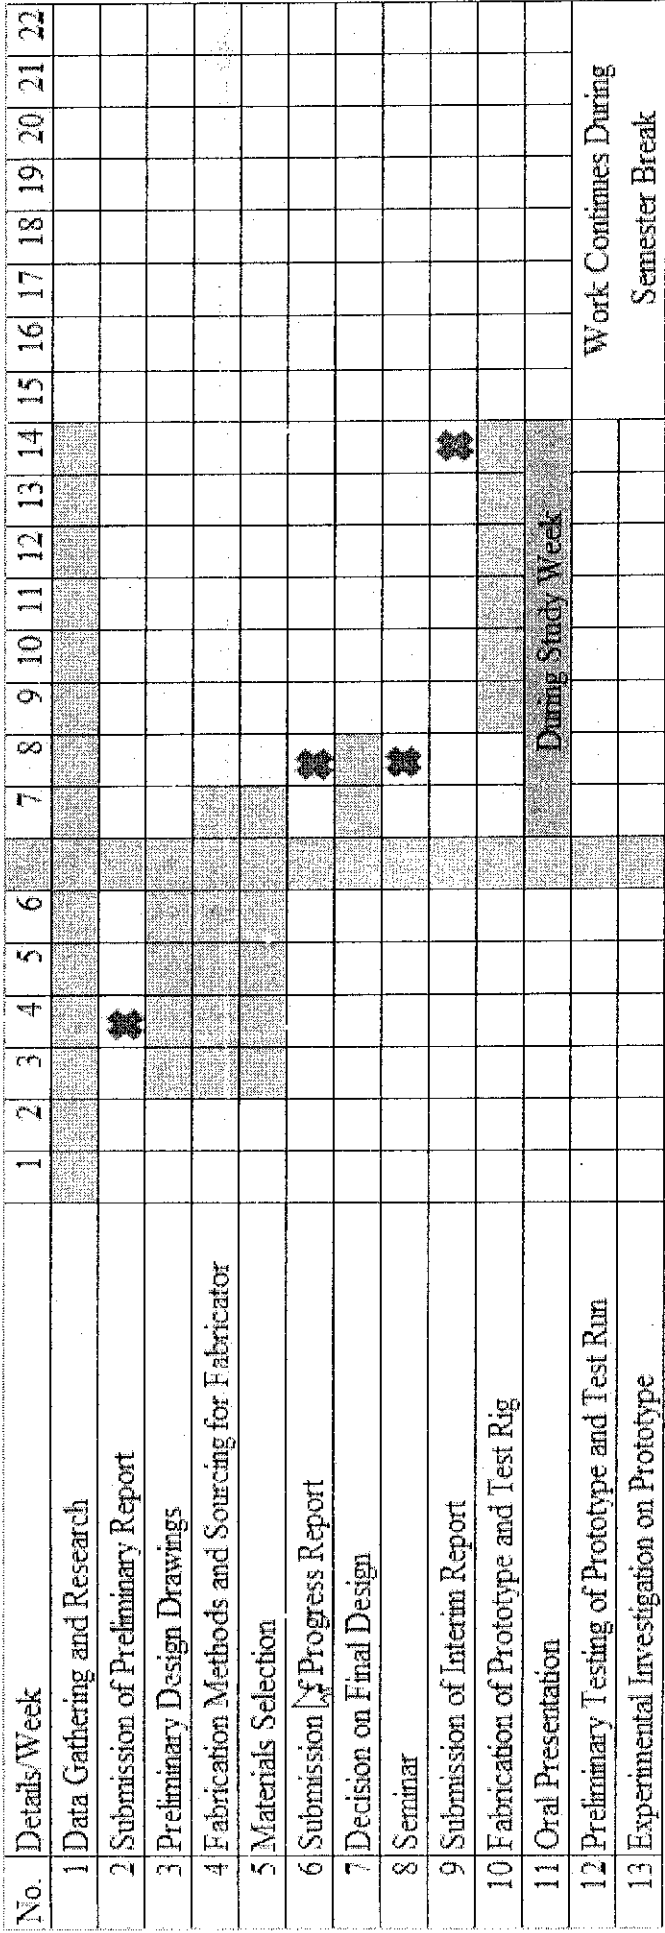 No. Details/Week 1 2 3 4 5 6 7 8 9 10 11 12 13 14 15 16 17 18 19 20 21 22
1 Data Gathering and Research
2 Submission of Preliminary Report
3 Preliminary Design Drawings
4 Fabrication Methods and Sourcing for Fabricator
5 Materials Selection
6 Submission Progress Report
7 Decision on Final Design
8 Seminar
9 Submission of Interim Report
10 Fabrication of Prototype and Test Rig
11 Oral Presentation During Study Week
12 Preliminary Testing of Prototype and Test Run Work Continues During
13 Experimental Investigation on Prototype Semester Break